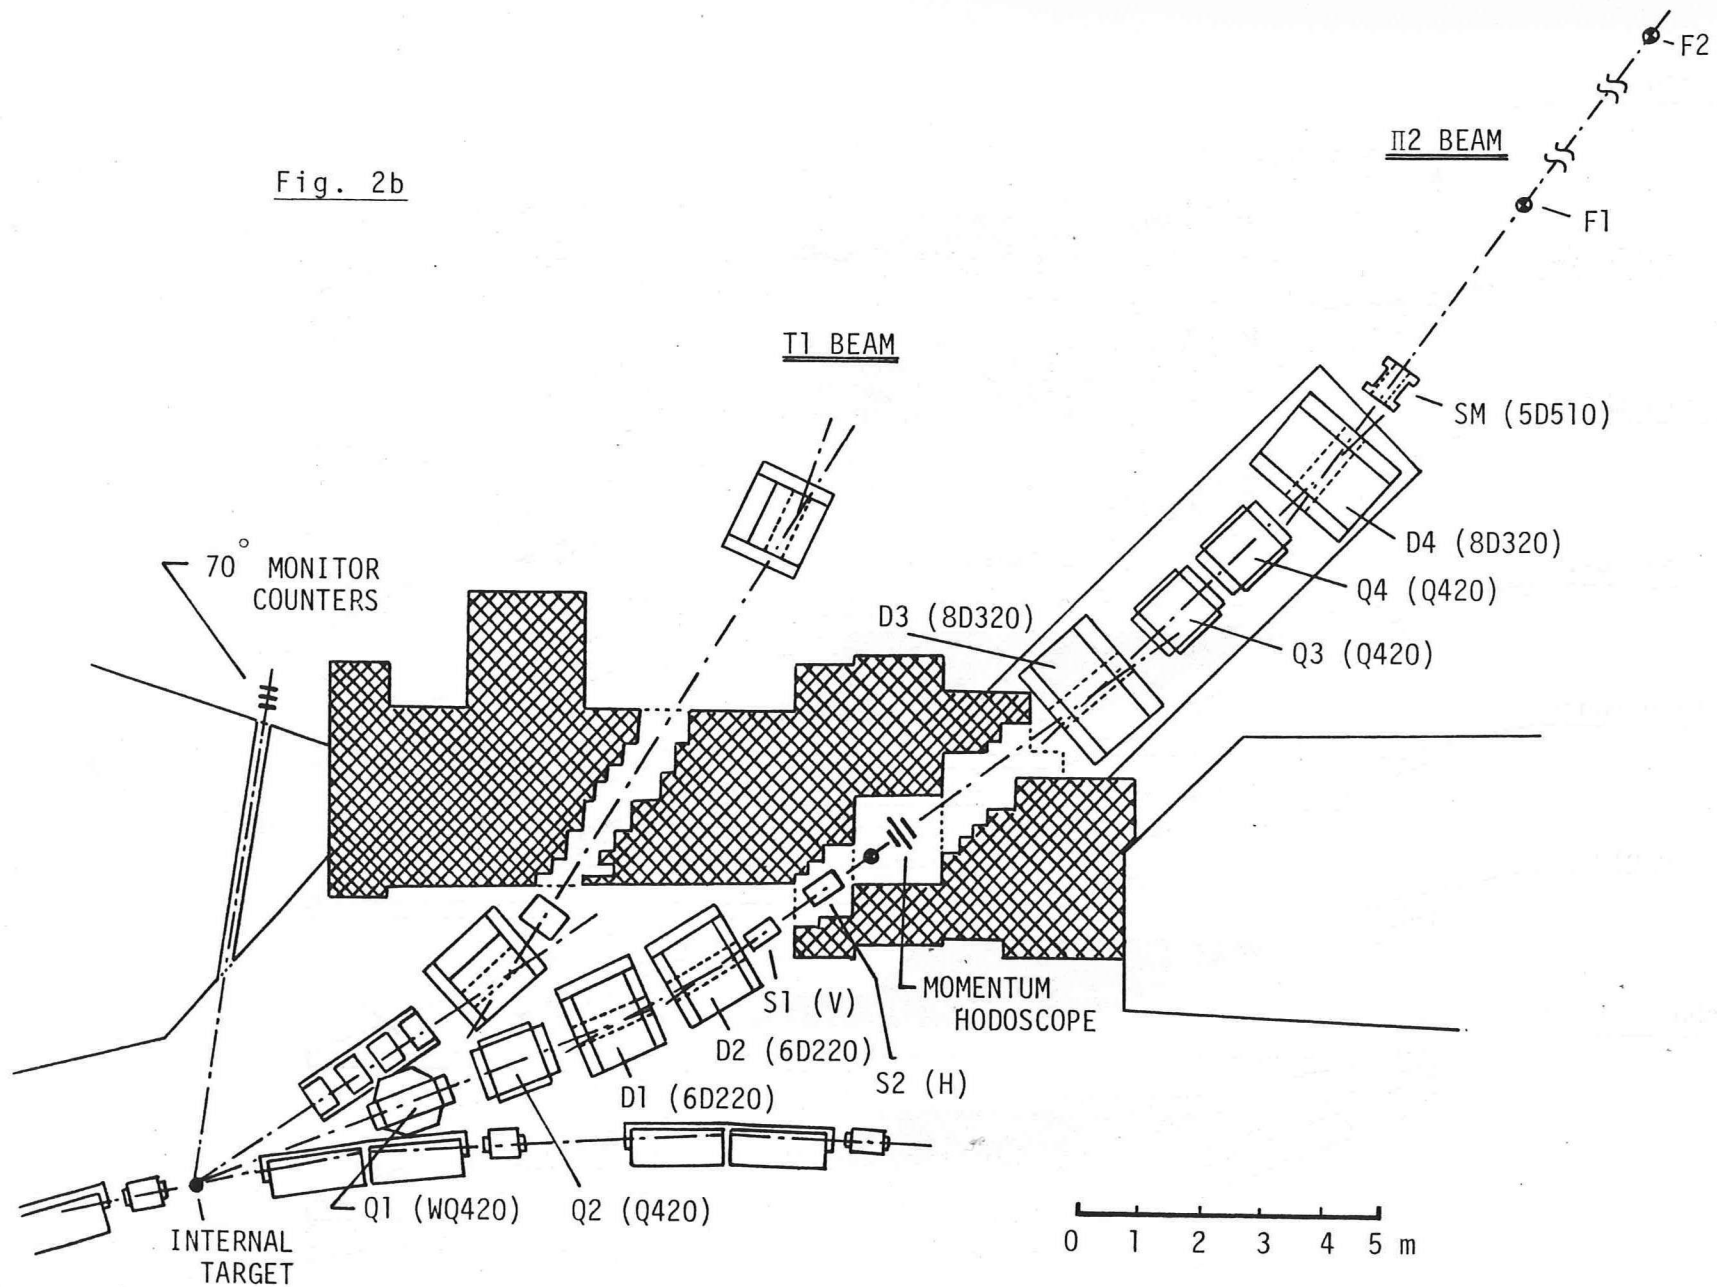 F2
Π2 BEAM
Fig. 2b
F1
T1 BEAM
SM (5D510)
70° MONITOR
COUNTERS
D4 (8D320)
Q4 (Q420)
D3 (8D320)
Q3 (Q420)
S1 (V)
MOMENTUM
HODOSCOPE
D2 (6D220)
S2 (H)
D1 (6D220)
Q1 (WQ420)
Q2 (Q420)
INTERNAL
TARGET
0 1 2 3 4 5 m